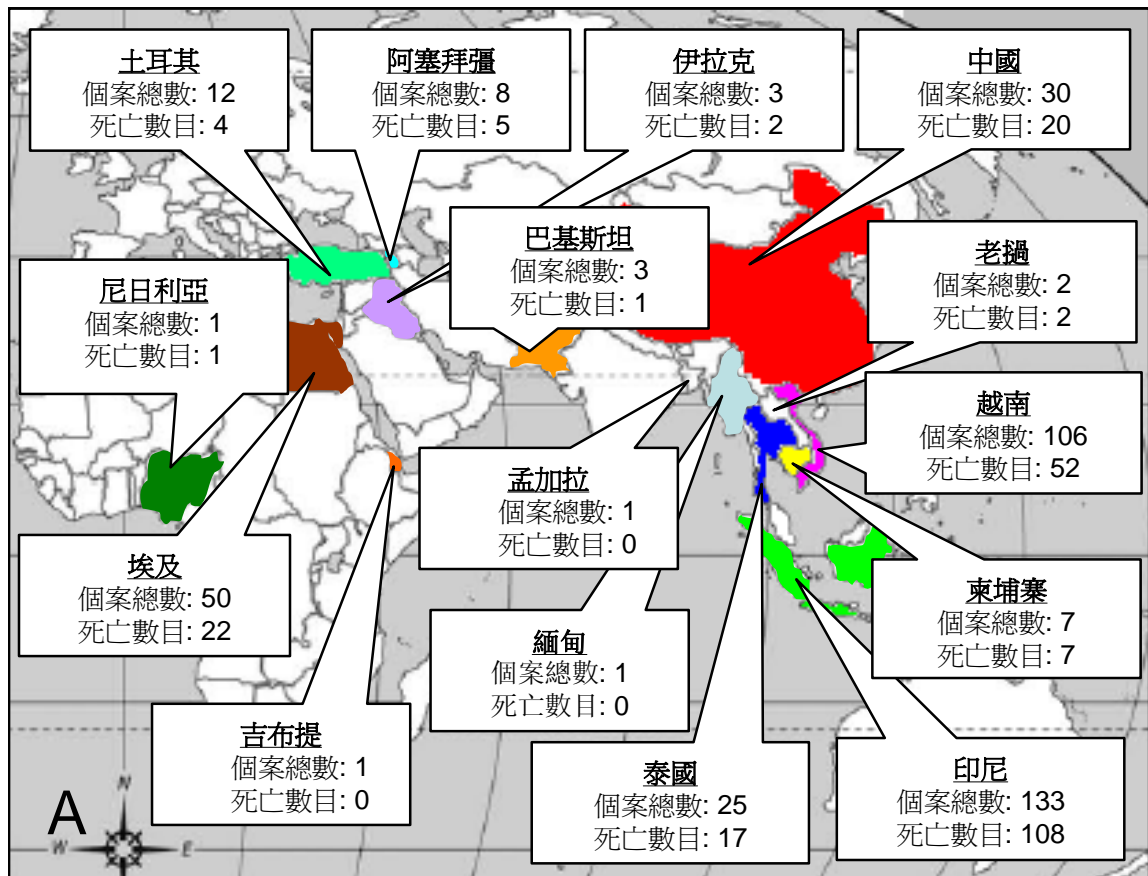 土耳其
個案總數: 12
死亡數目: 4
阿塞拜彊
個案總數: 8
死亡數目: 5
伊拉克
個案總數: 3
死亡數目: 2
中國
個案總數: 30
死亡數目: 20
尼日利亞
個案總數: 1
死亡數目: 1
巴基斯坦
個案總數: 3
死亡數目: 1
老撾
個案總數: 2
死亡數目: 2
越南
個案總數: 106
死亡數目: 52
孟加拉
個案總數: 1
死亡數目: 0
埃及
個案總數: 50
死亡數目: 22
緬甸
個案總數: 1
死亡數目: 0
柬埔寨
個案總數: 7
死亡數目: 7
吉布提
個案總數: 1
死亡數目: 0
泰國
個案總數: 25
死亡數目: 17
印尼
個案總數: 133
死亡數目: 108
A
N
W
E